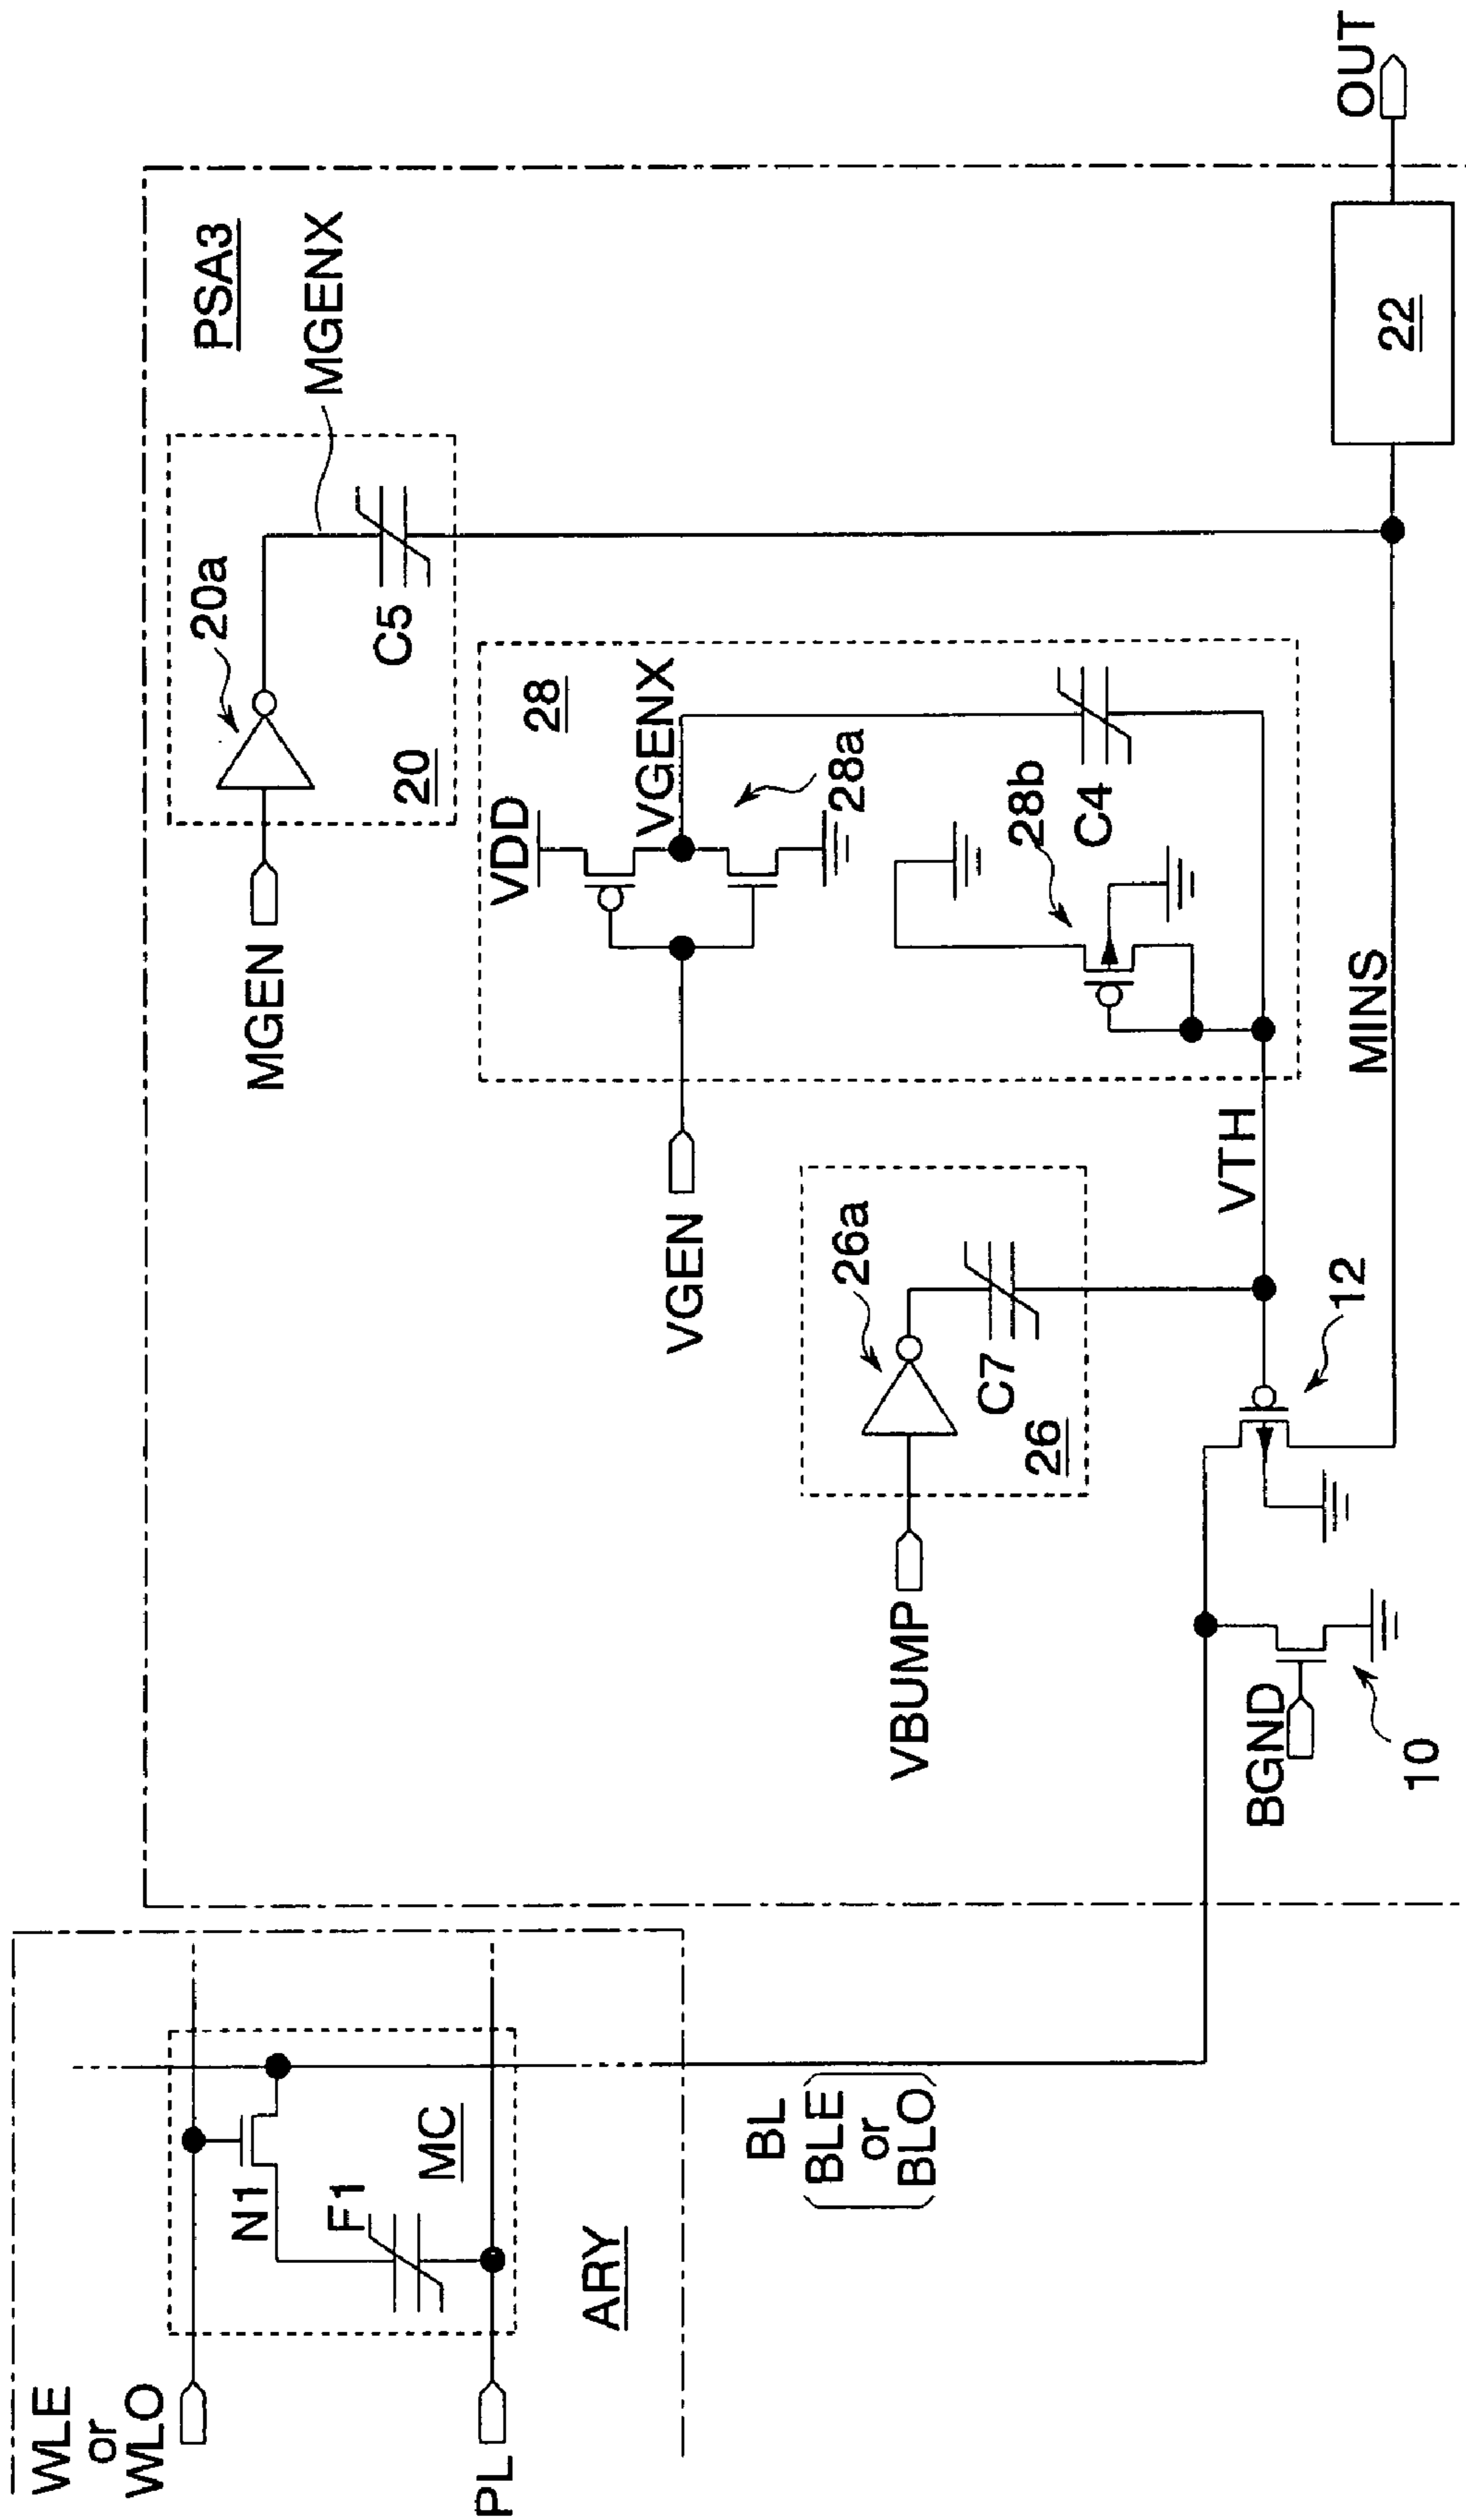 WLE
or
WLO
PL
N1
F1
MC
ARY
BL
BLE
or
BLO
PSA3
MGEN
20a
20
C5
MGENX
VGEN
VDD
28
VGENX
28a
28b
C4
VBUMP
26a
C7
26
VTH
12
MINS
BGND
10
22
OUT